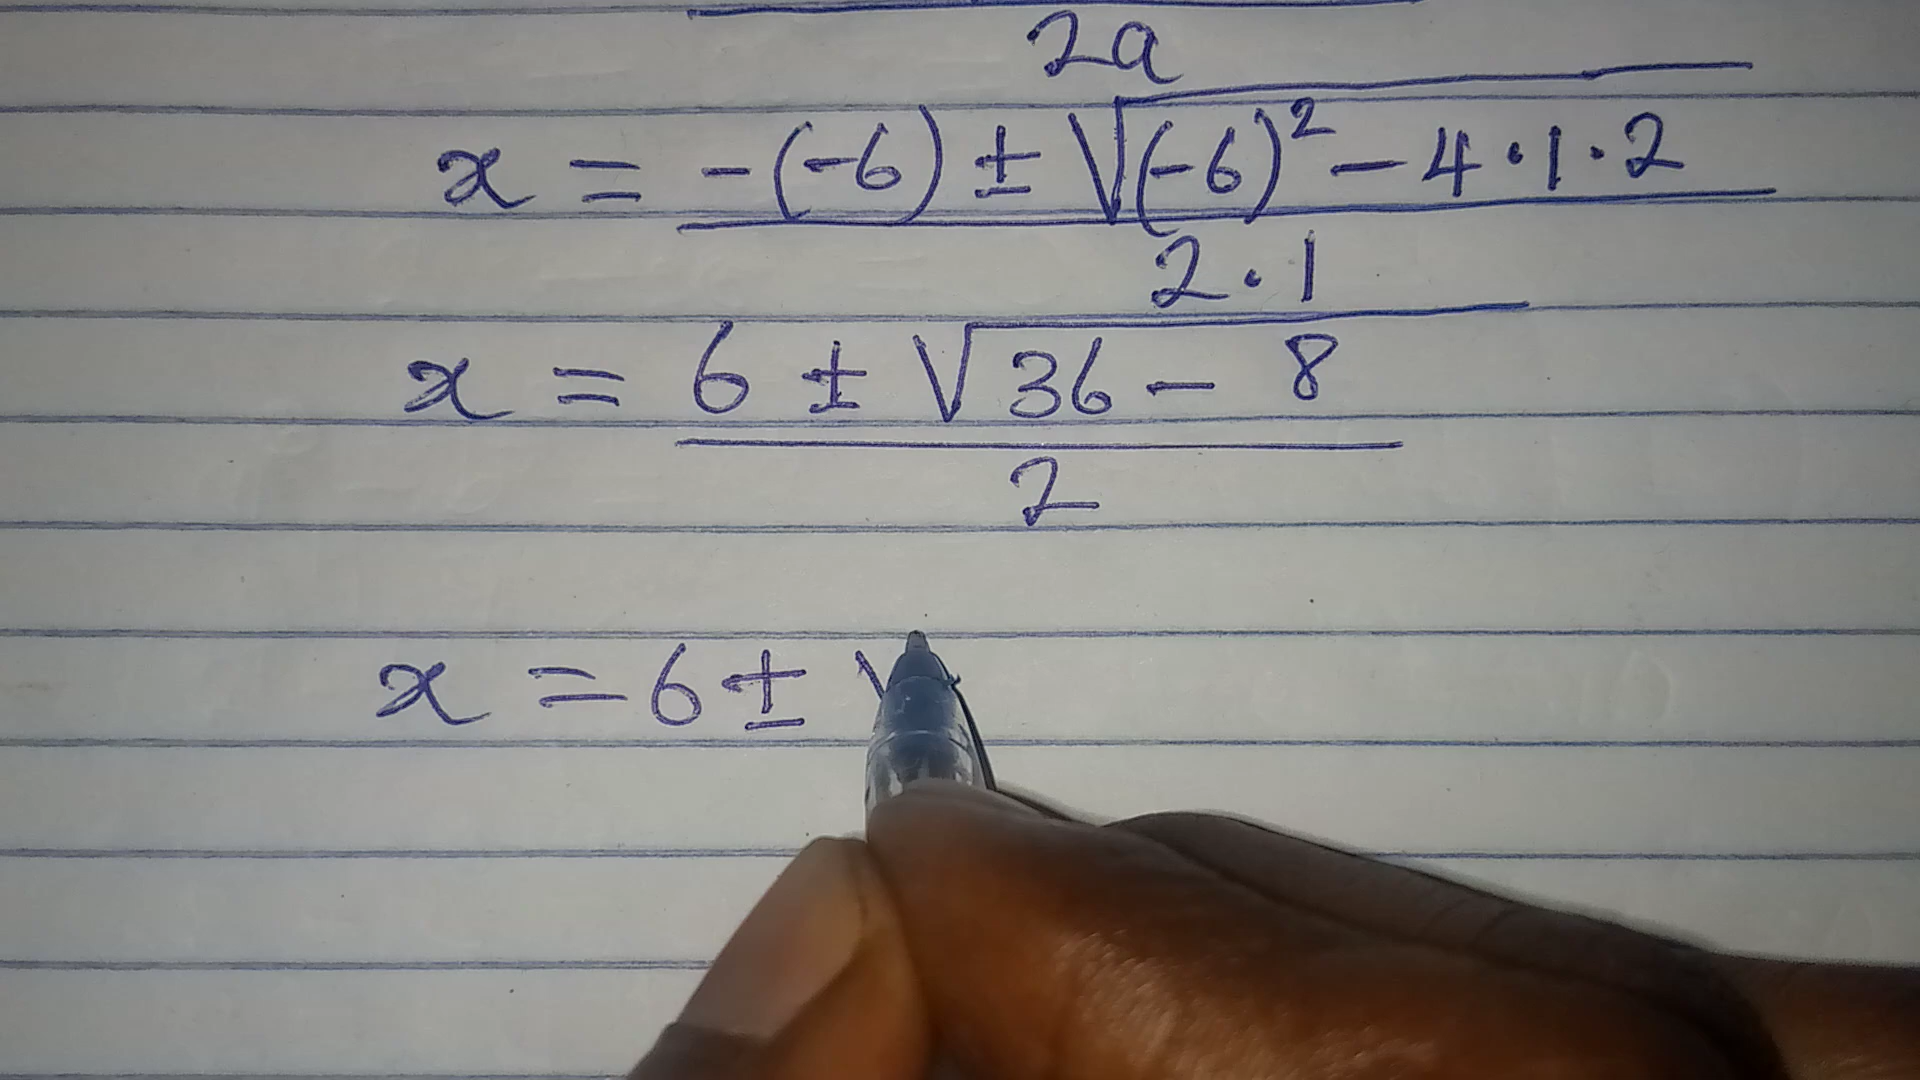 2a
x = -(-6) ± √(-6)² - 4·1·2
2·1
x = 6 ± √36 - 8
2
x = 6 ± √